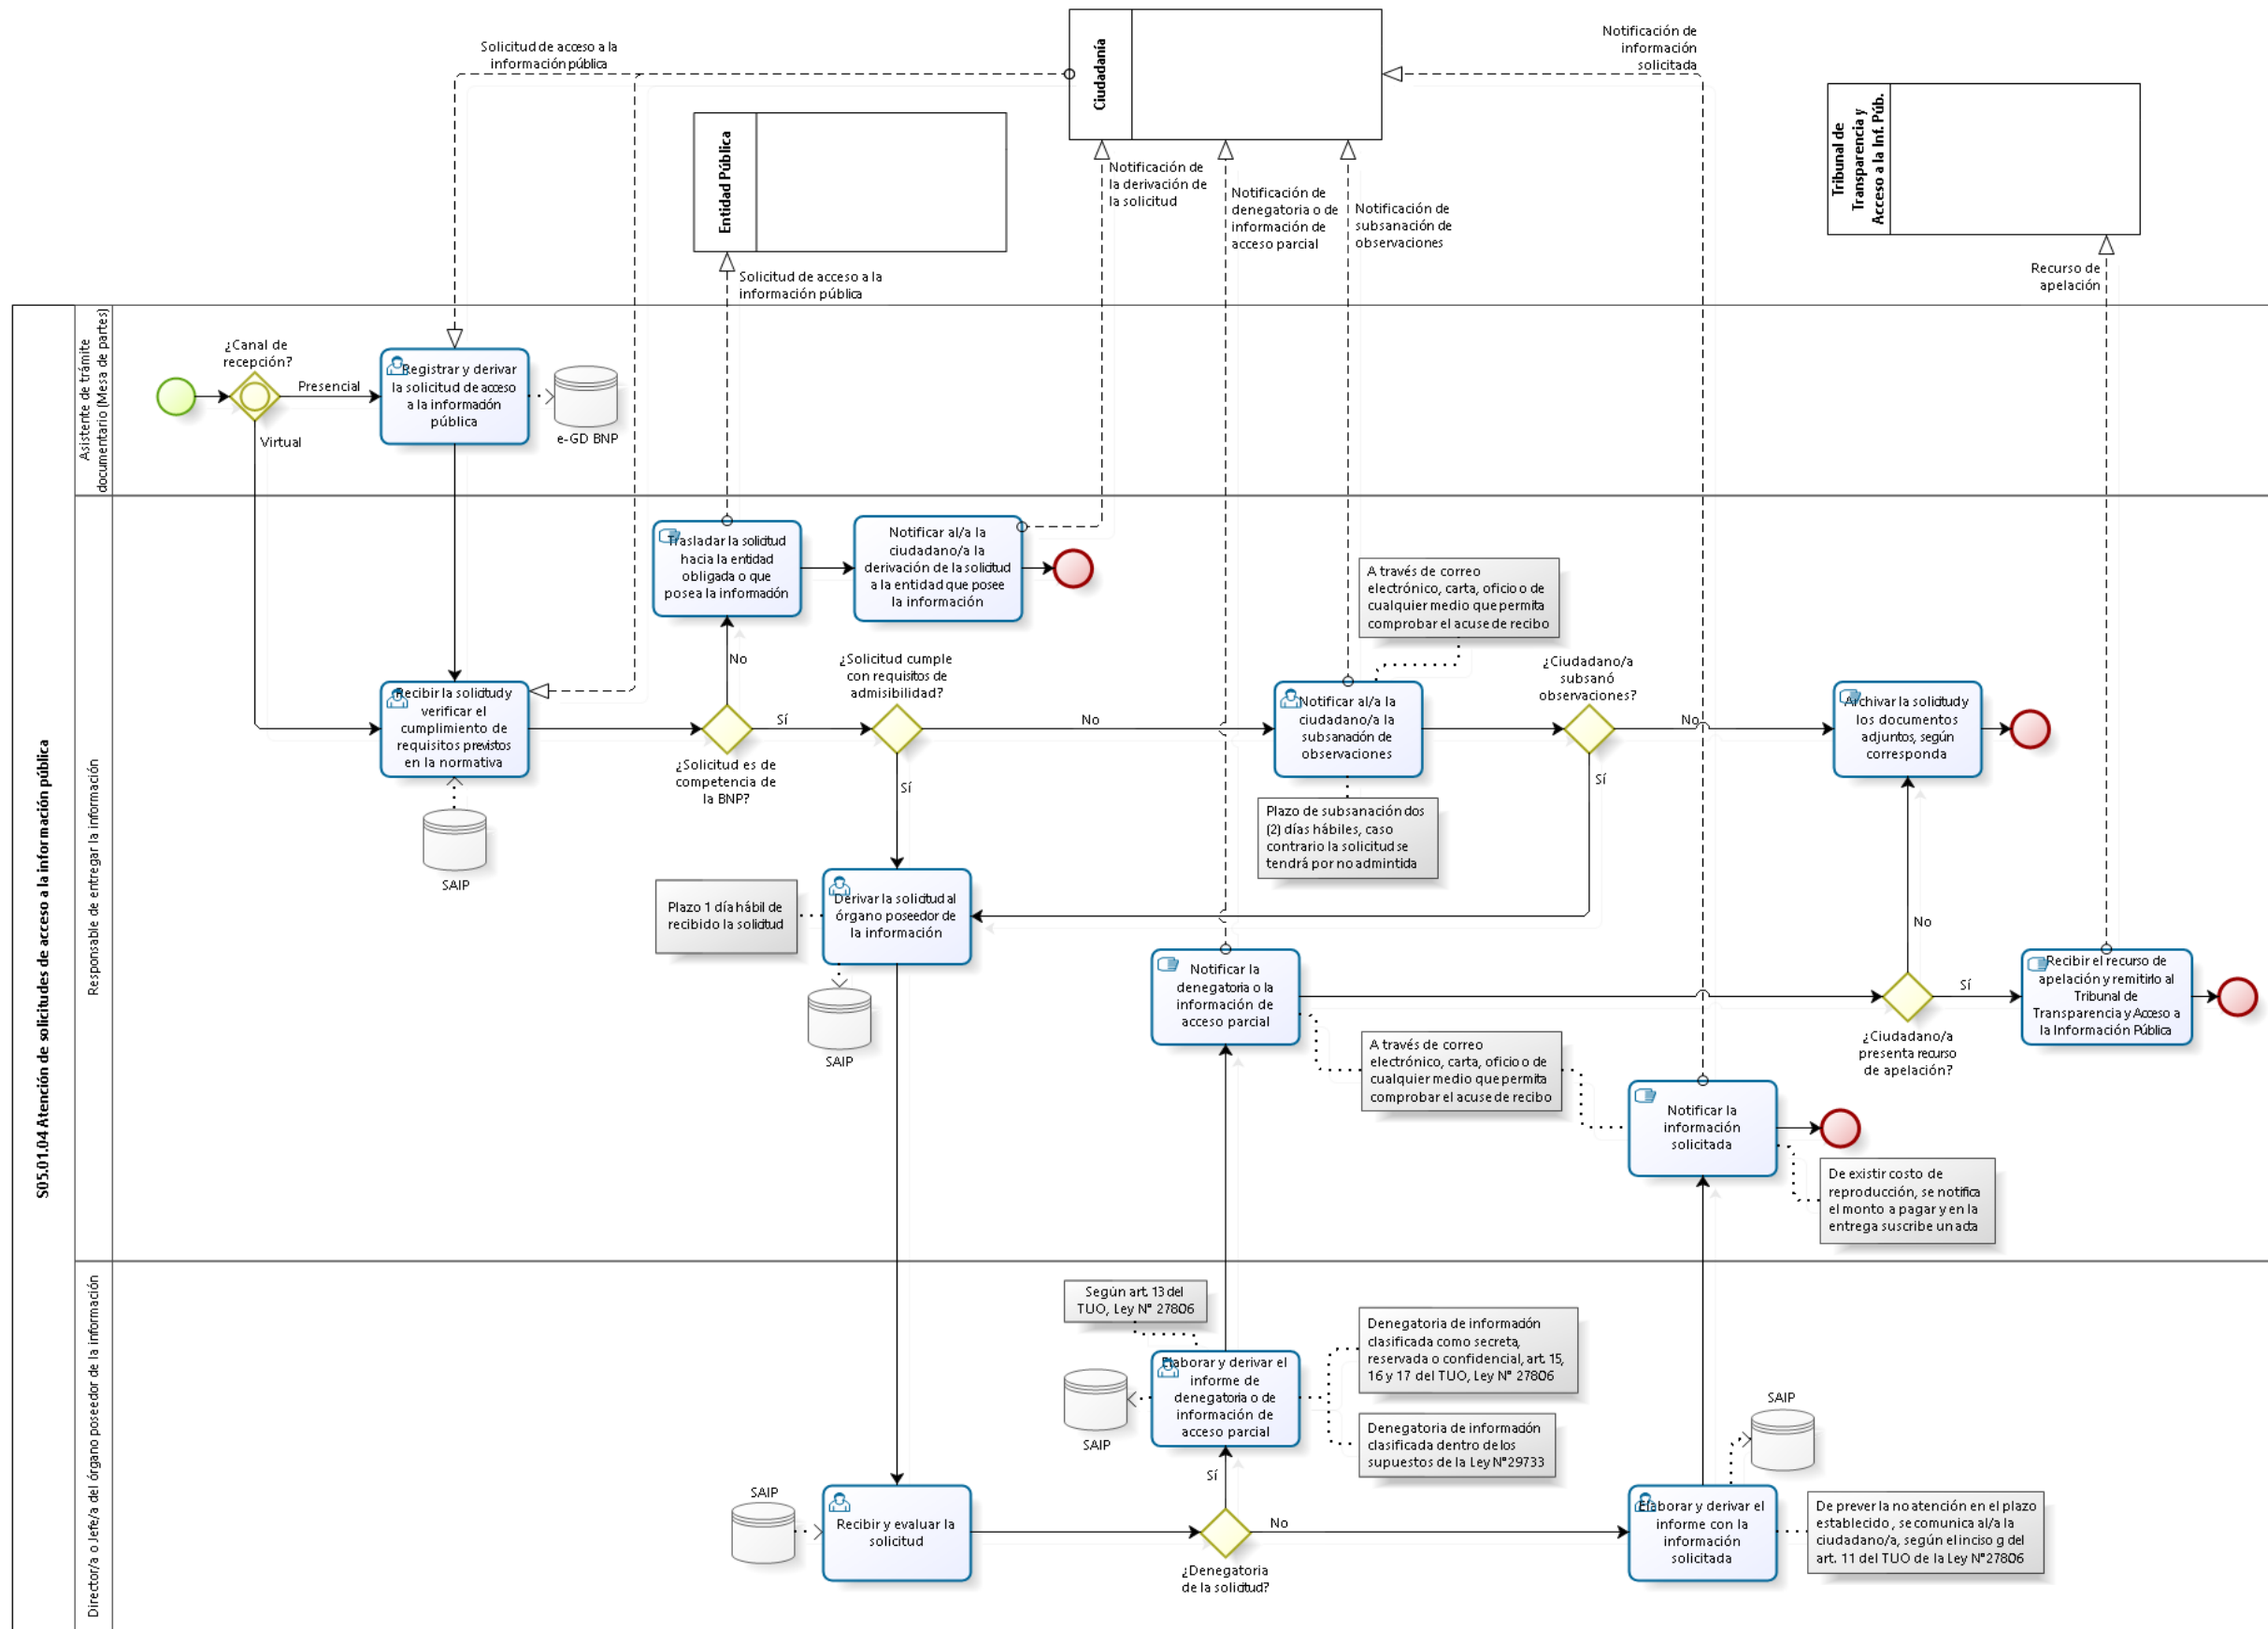 Solicitud de acceso a la
información pública
Ciudadanía
Notificación de
información
solicitada
Entidad Pública
Tribunal de
Transparencia y
Acceso a la Inf. Púb.
Notificación de
la derivación de
la solicitud
Notificación de
denegatoria o de
información de
acceso parcial
Notificación de
subsanación de
observaciones
Solicitud de acceso a la
información pública
Recurso de
apelación
S05.01.04 Atención de solicitudes de acceso a la información pública
Asistente de trámite
documentario (Mesa de partes)
¿Canal de
recepción?
Presencial
Virtual
Registrar y derivar
la solicitud de acceso
a la información
pública
e-GD BNP
Responsable de entregar la información
Trasladar la solicitud
hacia la entidad
obligada o que
posea la información
Notificar al/a la
ciudadano/a la
derivación de la solicitud
a la entidad que posee
la información
A través de correo
electrónico, carta, oficio o de
cualquier medio que permita
comprobar el acuse de recibo
No
¿Solicitud cumple
con requisitos de
admisibilidad?
¿Ciudadano/a
subsanó
observaciones?
Recibir la solicitud y
verificar el
cumplimiento de
requisitos previstos
en la normativa
Sí
No
Notificar al/a la
ciudadano/a la
subsanación de
observaciones
No
Archivar la solicitud y
los documentos
adjuntos, según
corresponda
¿Solicitud es de
competencia de
la BNP?
Sí
Sí
SAIP
Plazo de subsanación dos
(2) días hábiles, caso
contrario la solicitud se
tendrá por no admintida
Plazo 1 día hábil de
recibido la solicitud
Derivar la solicitud al
órgano poseedor de
la información
SAIP
No
Notificar la
denegatoria o la
información de
acceso parcial
Sí
Recibir el recurso de
apelación y remitirlo al
Tribunal de
Transparencia y Acceso a
la Información Pública
¿Ciudadano/a
presenta recurso
de apelación?
A través de correo
electrónico, carta, oficio o de
cualquier medio que permita
comprobar el acuse de recibo
Notificar la
información
solicitada
De existir costo de
reproducción, se notifica
el monto a pagar y en la
entrega suscribe un acta
Director/a o Jefe/a del órgano poseedor de la información
Según art. 13 del
TUO, Ley N° 27806
Elaborar y derivar el
informe de
denegatoria o de
información de
acceso parcial
SAIP
Denegatoria de información
clasificada como secreta,
reservada o confidencial, art. 15,
16 y 17 del TUO, Ley N° 27806
Denegatoria de información
clasificada dentro de los
supuestos de la Ley N°29733
Sí
SAIP
SAIP
Recibir y evaluar la
solicitud
No
¿Denegatoria
de la solicitud?
Elaborar y derivar el
informe con la
información
solicitada
De prever la no atención en el plazo
establecido , se comunica al/a la
ciudadano/a, según el inciso g del
art. 11 del TUO de la Ley N°27806